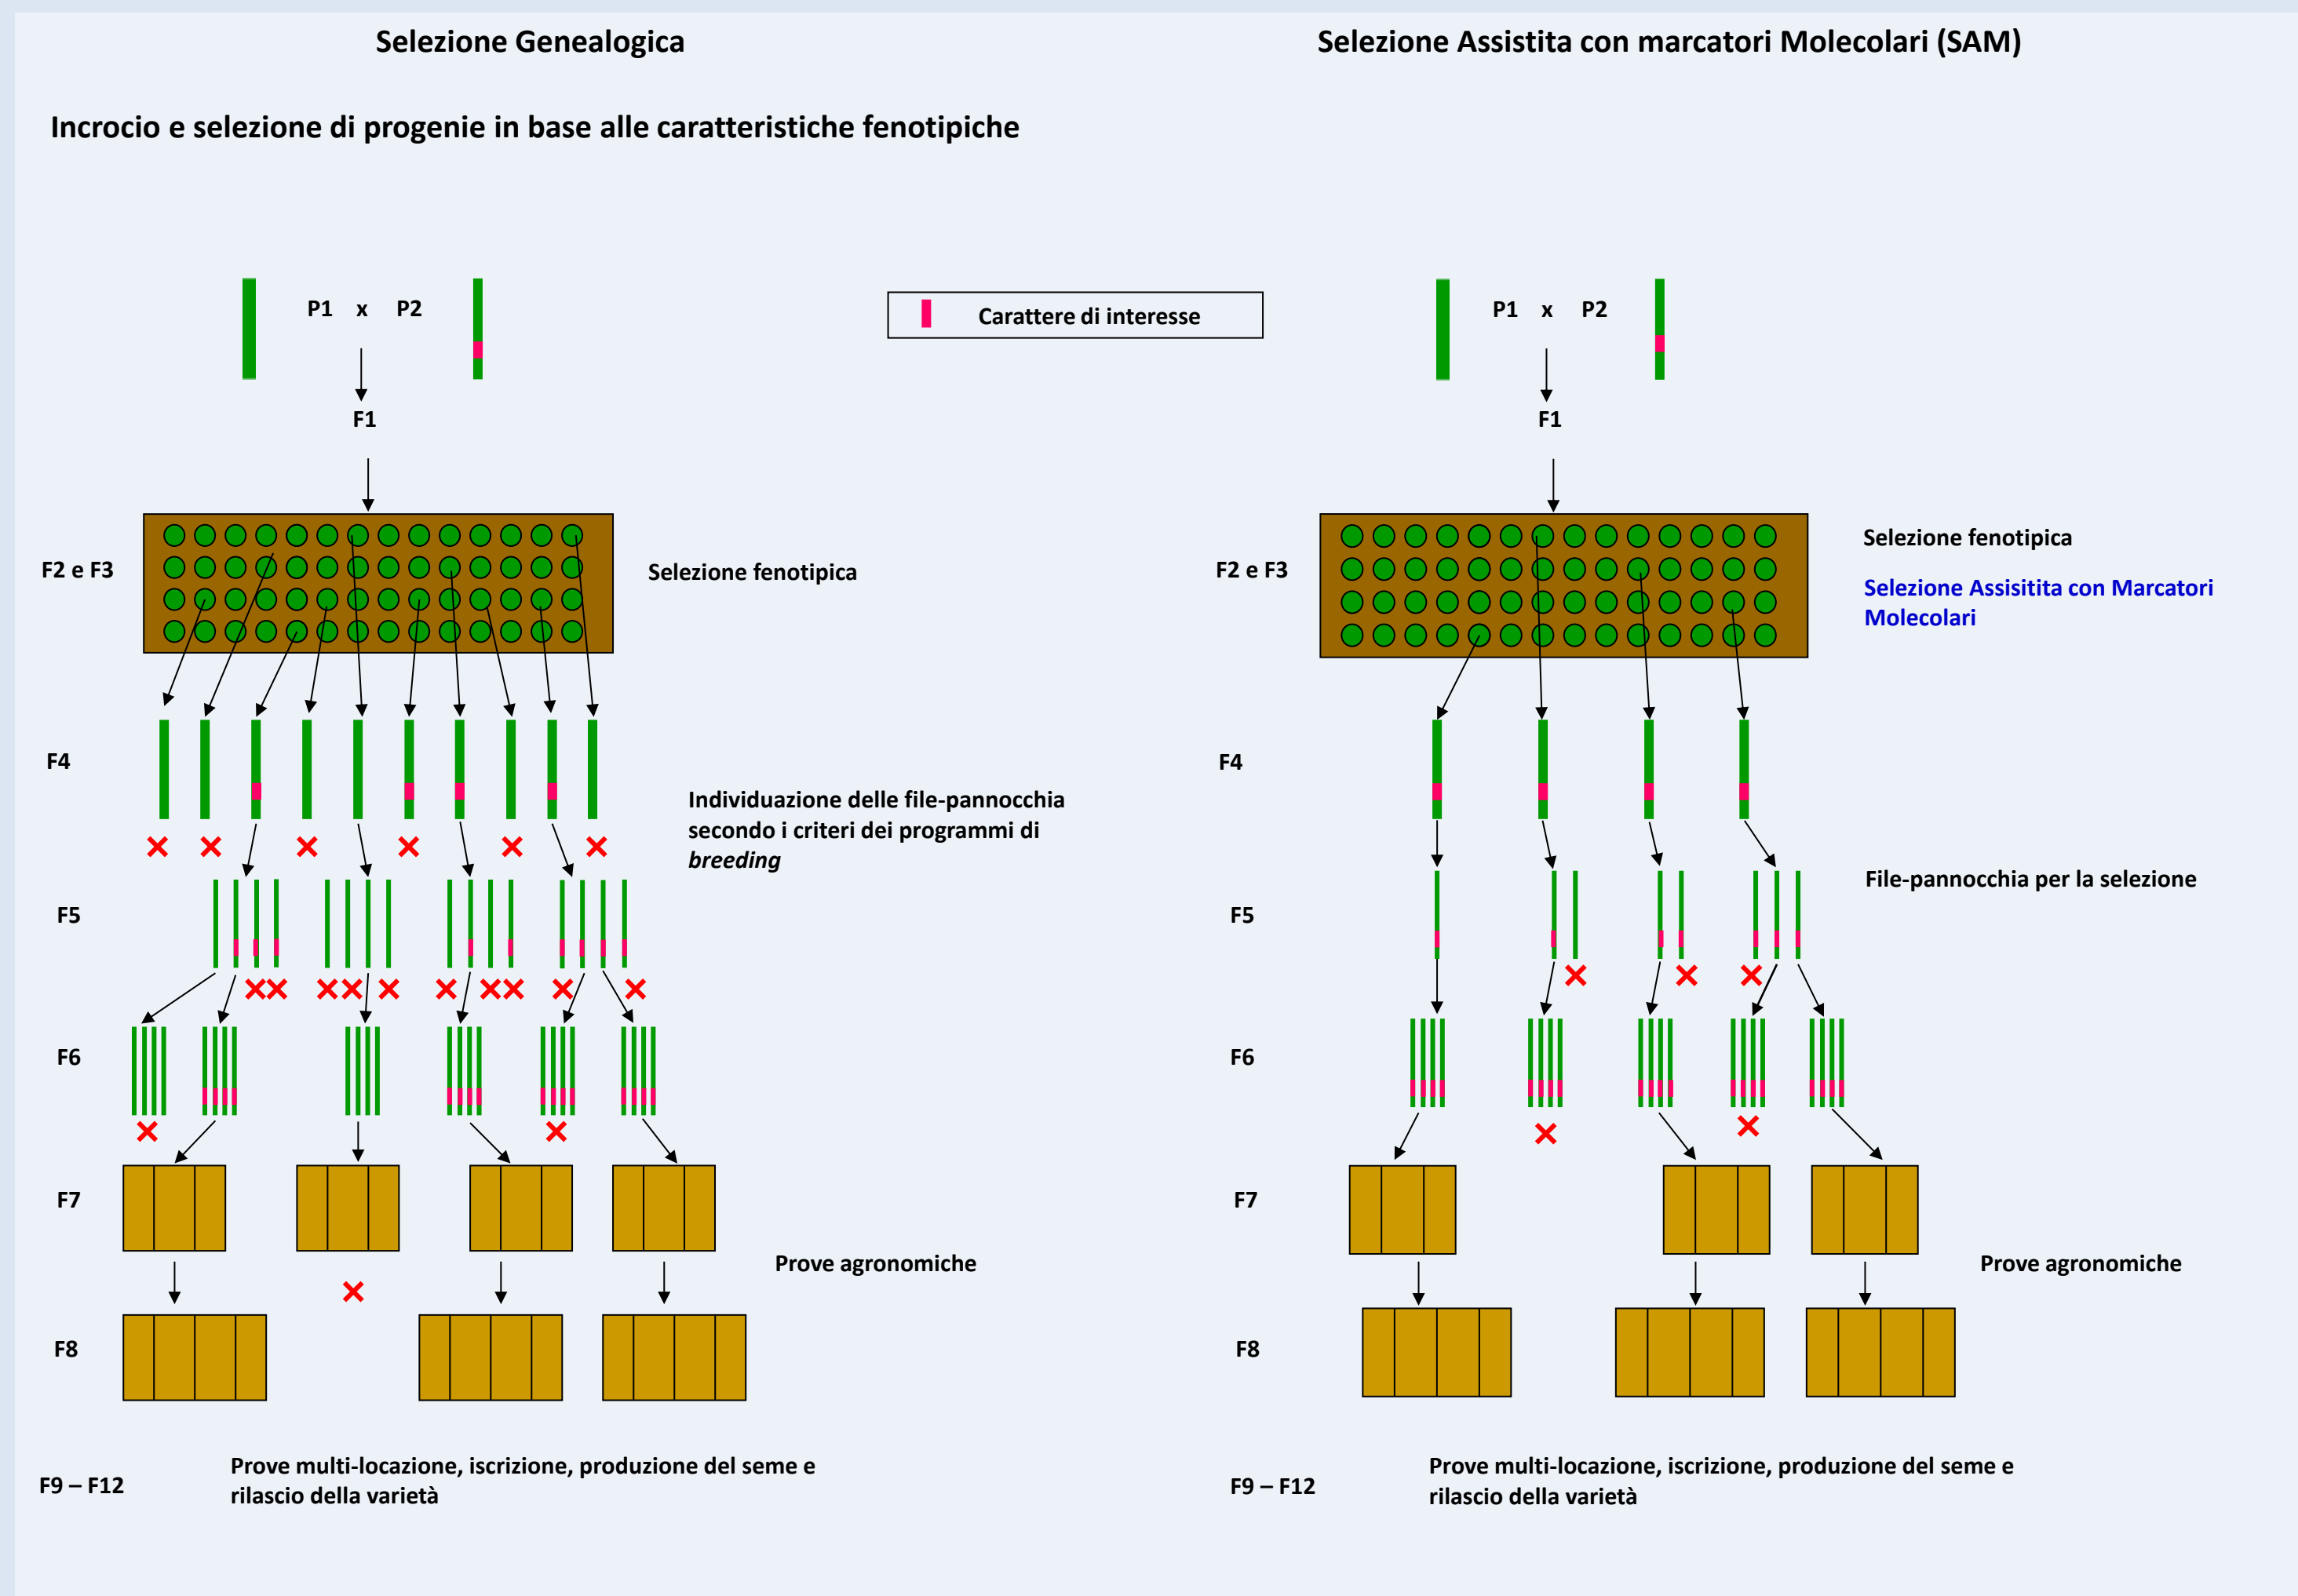 Selezione Genealogica
Incrocio e selezione di progenie in base alle caratteristiche fenotipiche
P1 x P2
F1
F2 e F3
Selezione fenotipica
F4
Individuazione delle file-pannocchia
secondo i criteri dei programmi di
breeding
F5
F6
F7
Prove agronomiche
F8
F9 – F12
Prove multi-locazione, iscrizione, produzione del seme e
rilascio della varietà
Carattere di interesse
Selezione Assistita con marcatori Molecolari (SAM)
P1 x P2
F1
F2 e F3
Selezione fenotipica
Selezione Assisitita con Marcatori
Molecolari
F4
File-pannocchia per la selezione
F5
F6
F7
Prove agronomiche
F8
F9 – F12
Prove multi-locazione, iscrizione, produzione del seme e
rilascio della varietà